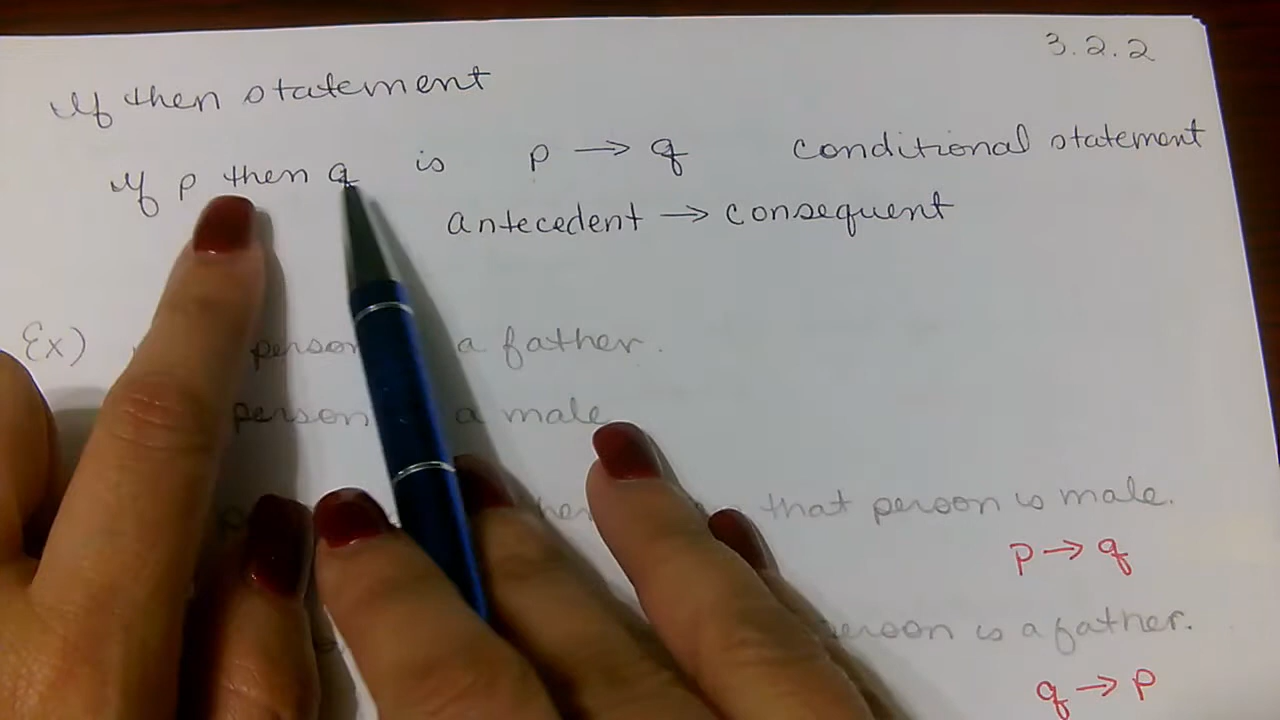 3.2.2
If then statement
If p then q is p → q conditional statement
antecedent → consequent
Ex) a father.
person a male
that person is male.
p → q
person is a father.
q → p